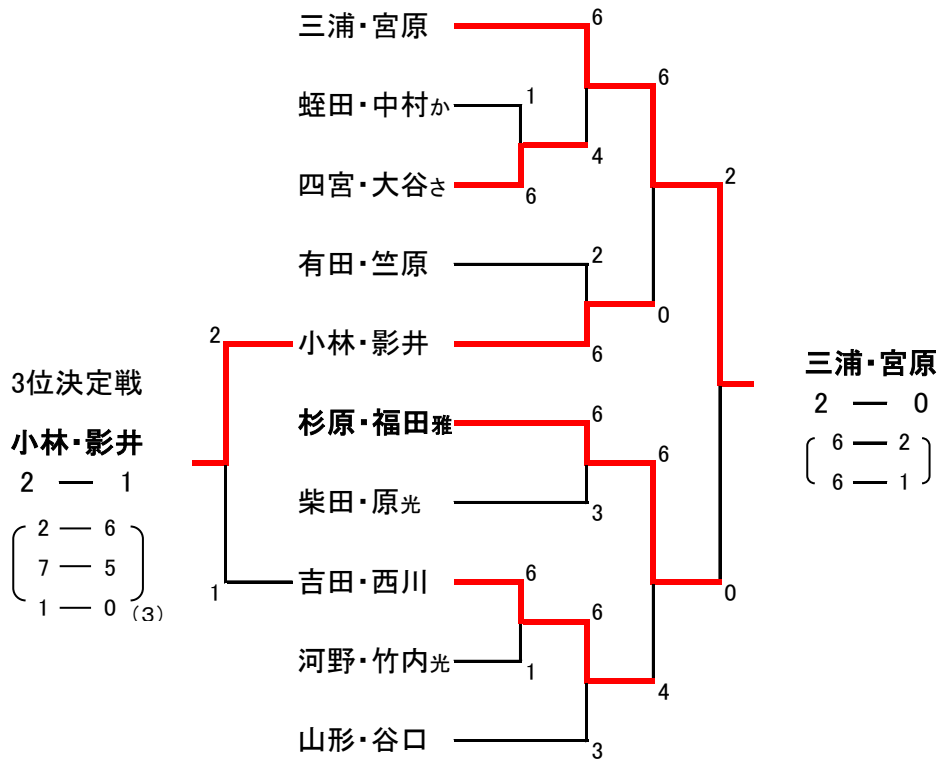 三浦・宮原
6
6
蛭田・中村か
1
4
四宮・大谷さ
6
2
有田・竺原
2
0
小林・影井
6
2
3位決定戦
小林・影井
2 — 1
2 — 6
7 — 5
1 — 0 (3)
1
杉原・福田雅
6
6
柴田・原光
3
吉田・西川
6
6
0
河野・竹内光
1
4
山形・谷口
3
三浦・宮原
2 — 0
6 — 2
6 — 1